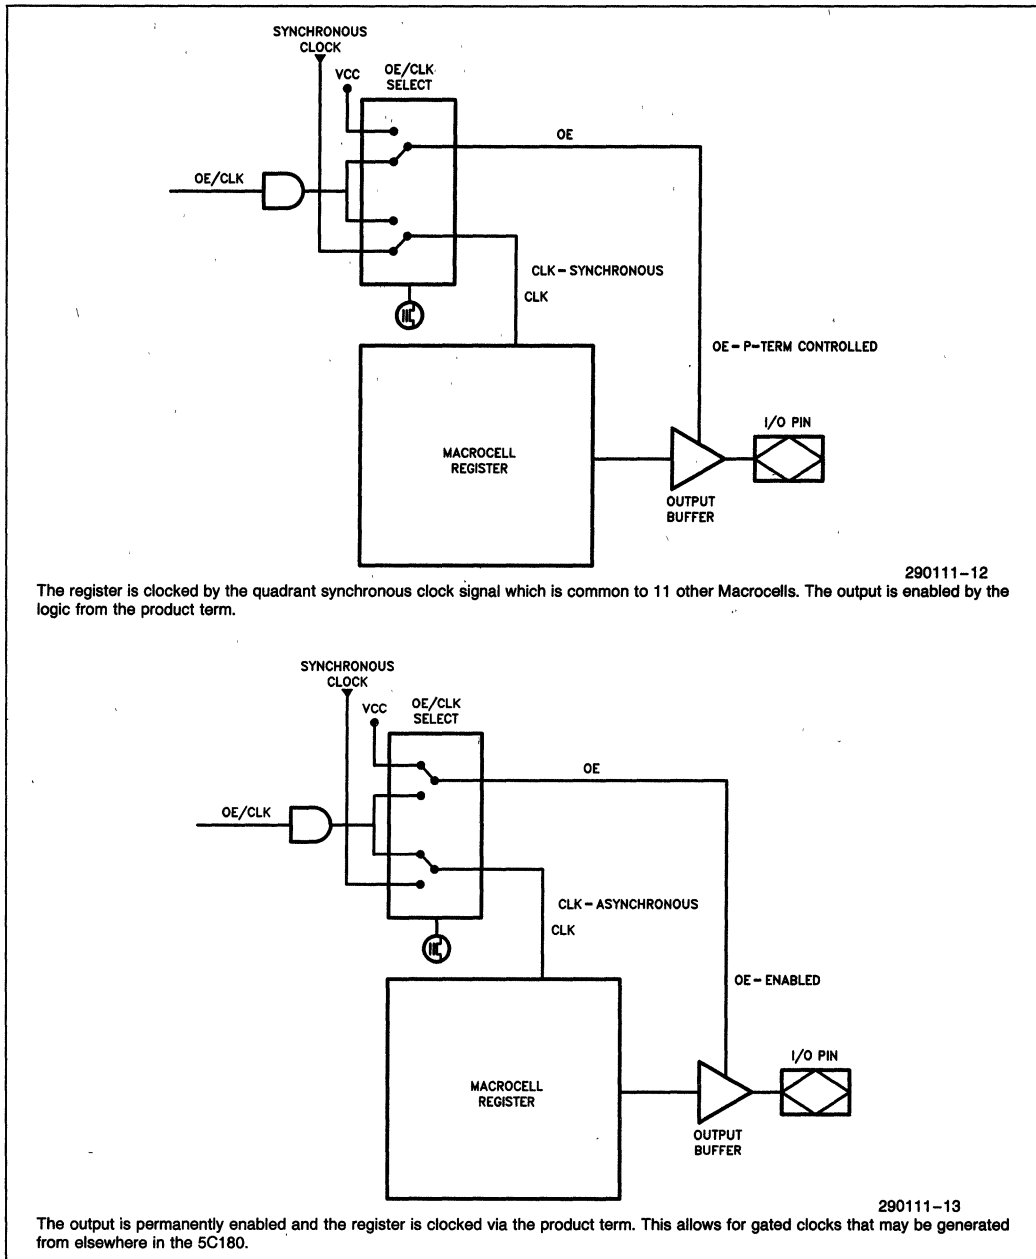 SYNCHRONOUS
CLOCK
VCC
OE/CLK
SELECT
OE
OE/CLK
CLK – SYNCHRONOUS
CLK
OE – P-TERM CONTROLLED
I/O PIN
MACROCELL
REGISTER
OUTPUT
BUFFER
290111–12
The register is clocked by the quadrant synchronous clock signal which is common to 11 other Macrocells. The output is enabled by the
logic from the product term.
SYNCHRONOUS
CLOCK
VCC
OE/CLK
SELECT
OE
OE/CLK
CLK – ASYNCHRONOUS
CLK
OE – ENABLED
I/O PIN
MACROCELL
REGISTER
OUTPUT
BUFFER
290111–13
The output is permanently enabled and the register is clocked via the product term. This allows for gated clocks that may be generated
from elsewhere in the 5C180.